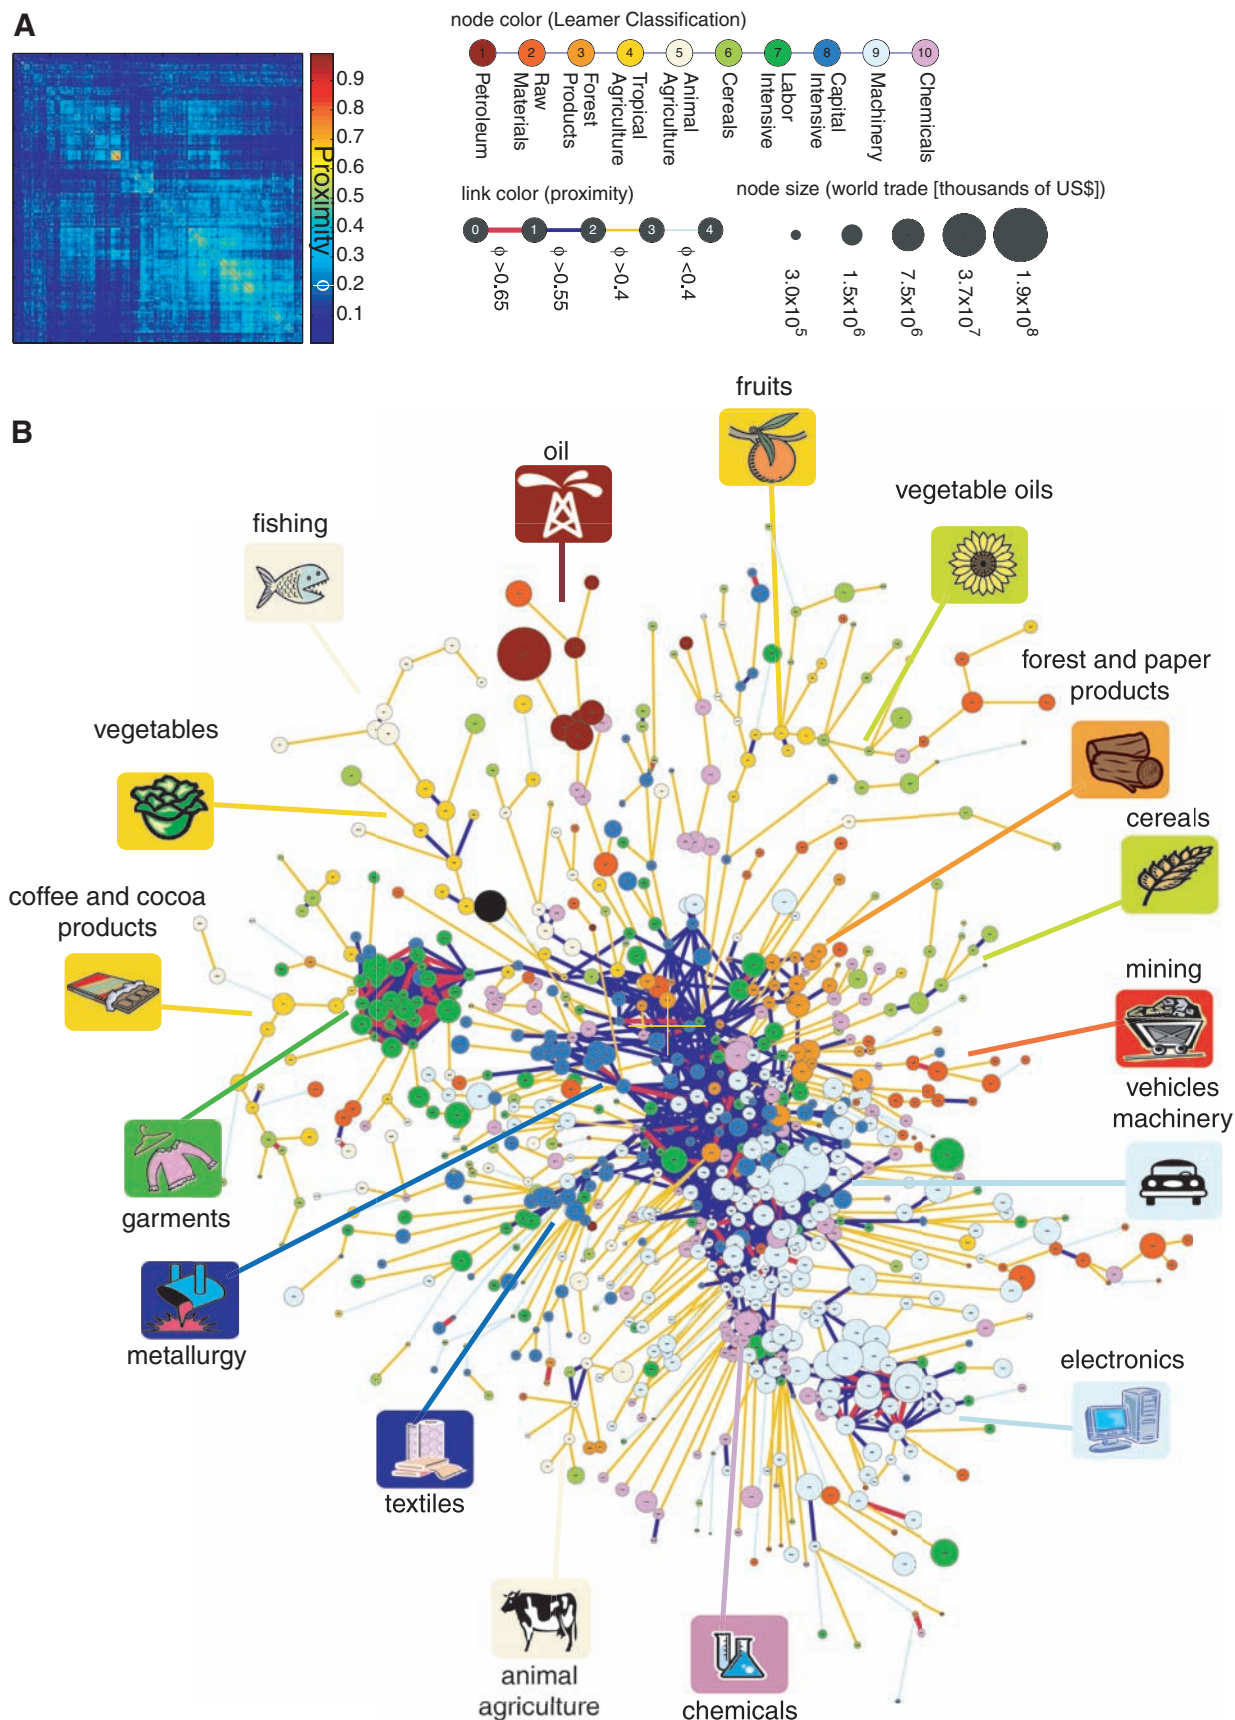 A
0.9
0.8
0.7
0.6
0.5
0.4
0.3
0.2
0.1
Proximity ϕ
node color (Leamer Classification)
1 2 3 4 5 6 7 8 9 10
Petroleum
Raw
Materials
Forest
Products
Tropical
Agriculture
Animal
Agriculture
Cereals
Labor
Intensive
Capital
Intensive
Machinery
Chemicals
link color (proximity)
0 1 2 3 4
ϕ >0.65
ϕ >0.55
ϕ >0.4
ϕ <0.4
node size (world trade [thousands of US$])
3.0x10⁵
1.5x10⁶
7.5x10⁶
3.7x10⁷
1.9x10⁸
B
fruits
oil
vegetable oils
fishing
forest and paper
products
vegetables
cereals
coffee and cocoa
products
mining
vehicles
machinery
garments
metallurgy
electronics
textiles
animal
agriculture
chemicals